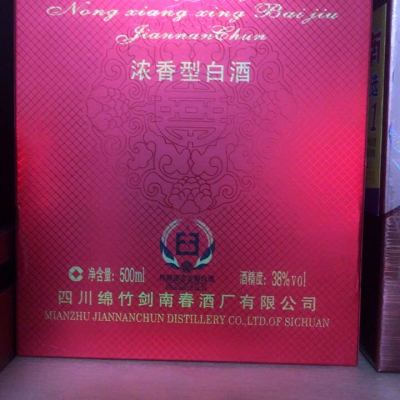 Nong xiang xing Bai jiu
JiannanChun
浓香型白酒
净含量: 500ml
酒精度: 38%vol
四川绵竹剑南春酒厂有限公司
MIANZHU JIANNANCHUN DISTILLERY CO.,LTD.OF SICHUAN